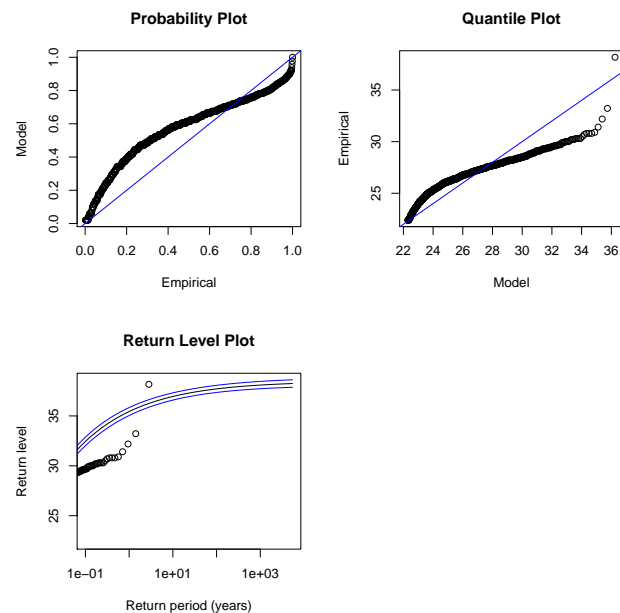 Probability Plot
Model
0.0 0.2 0.4 0.6 0.8 1.0
0.0 0.2 0.4 0.6 0.8 1.0
Empirical
Quantile Plot
Empirical
25 30 35
22 24 26 28 30 32 34 36
Model
Return Level Plot
Return level
25 30 35
1e−01 1e+01 1e+03
Return period (years)